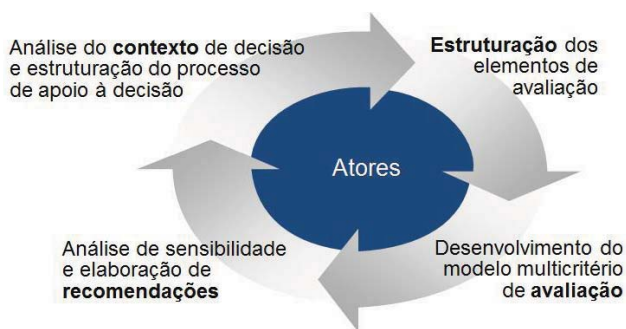 Análise do contexto de decisão
e estruturação do processo
de apoio à decisão
Estruturação dos
elementos de
avaliação
Atores
Análise de sensibilidade
e elaboração de
recomendações
Desenvolvimento do
modelo multicritério
de avaliação